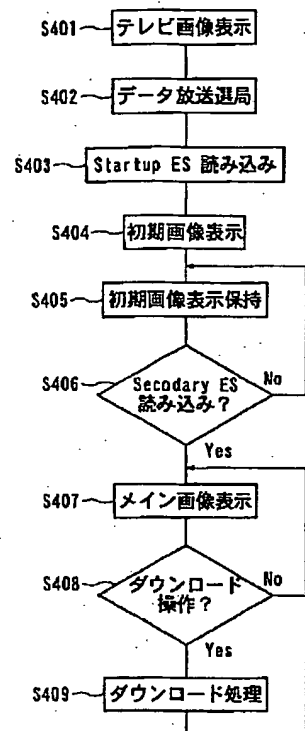 S401 テレビ画像表示
S402 データ放送選局
S403 Startup ES 読み込み
S404 初期画像表示
S405 初期画像表示保持
S406 Secodary ES
読み込み？ No
Yes
S407 メイン画像表示
S408 ダウンロード No
操作？
Yes
S409 ダウンロード処理